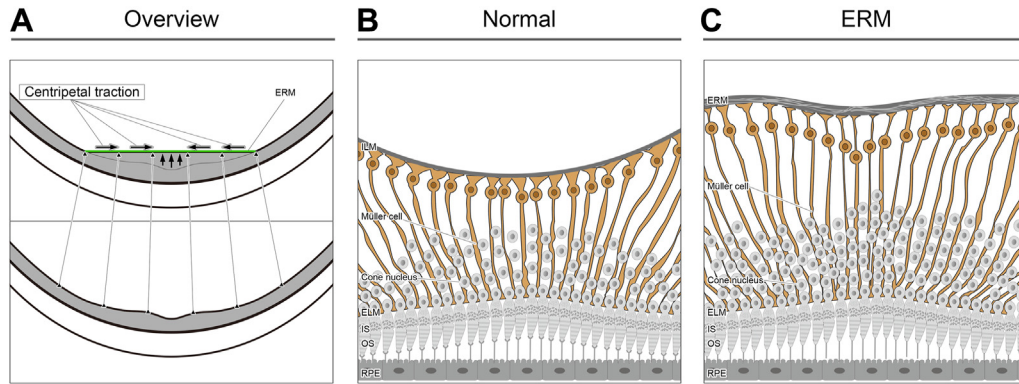 A Overview
Centripetal traction
ERM
B Normal
ILM
Müller cell
Cone nucleus
ELM
IS
OS
RPE
C ERM
ERM
Müller cell
Cone nucleus
ELM
IS
OS
RPE